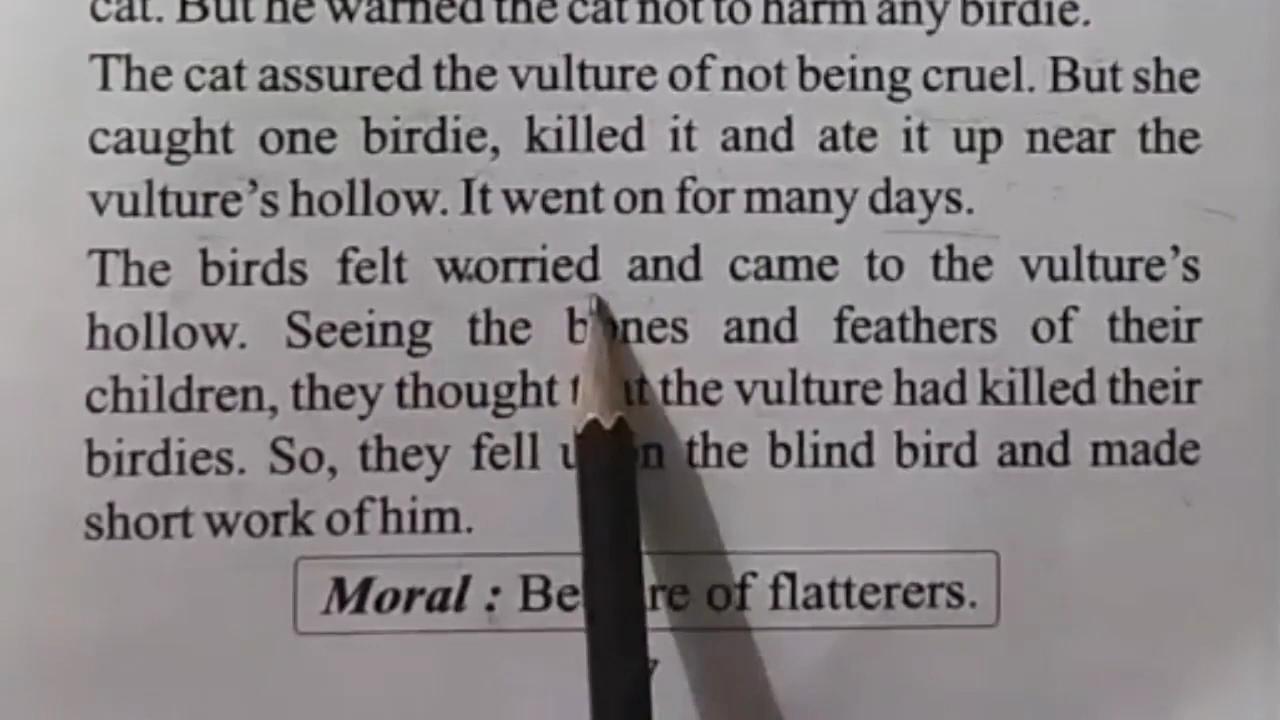 cat. But he warned the cat not to harm any birdie.
The cat assured the vulture of not being cruel. But she
caught one birdie, killed it and ate it up near the
vulture's hollow. It went on for many days.
The birds felt worried and came to the vulture's
hollow. Seeing the bones and feathers of their
children, they thought that the vulture had killed their
birdies. So, they fell upon the blind bird and made
short work of him.
Moral : Beware of flatterers.